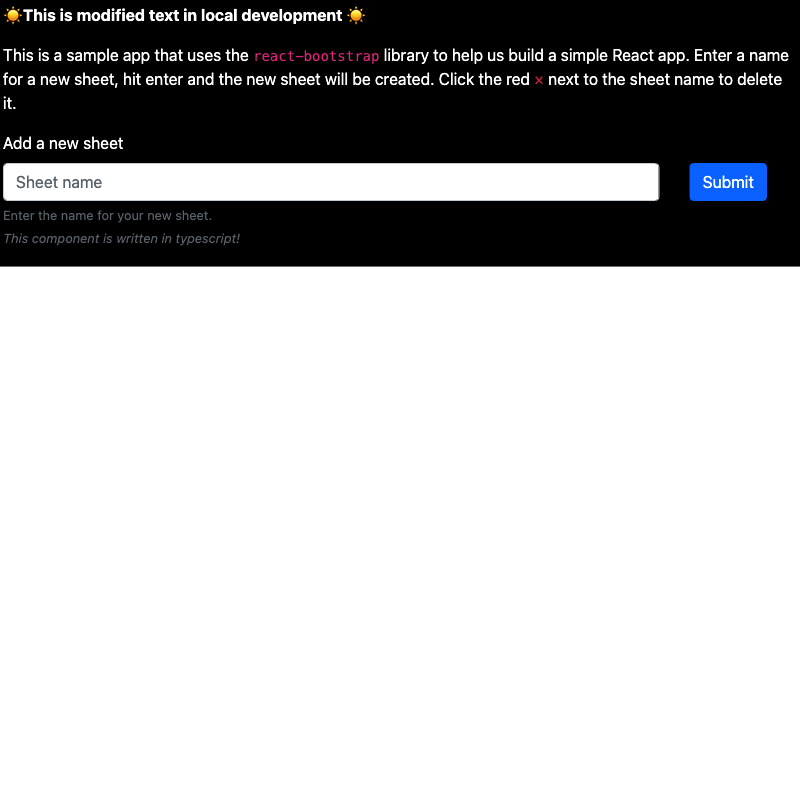 ☀️This is modified text in local development ☀️
This is a sample app that uses the react-bootstrap library to help us build a simple React app. Enter a name
for a new sheet, hit enter and the new sheet will be created. Click the red × next to the sheet name to delete
it.
Add a new sheet
Sheet name
Submit
Enter the name for your new sheet.
This component is written in typescript!